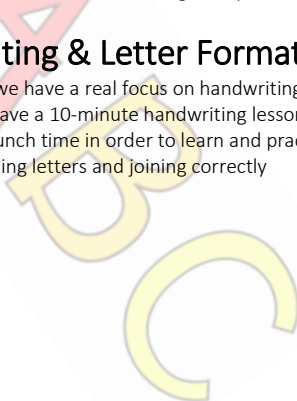 ting & Letter Format
we have a real focus on handwriting
ave a 10-minute handwriting lesson
unch time in order to learn and prac
ing letters and joining correctly
A
B
C